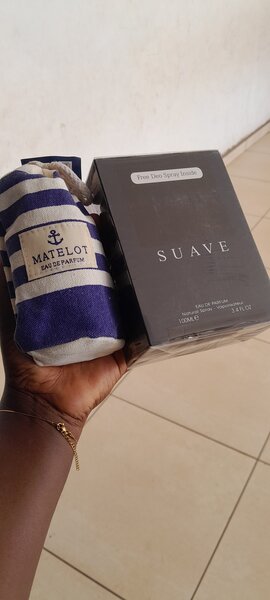 MATELOT
EAU DE PARFUM
Free Deo Spray Inside
SUAVE
EAU DE PARFUM
Natural Spray - Vaporisateur
100ML℮ 3.4 FL.OZ